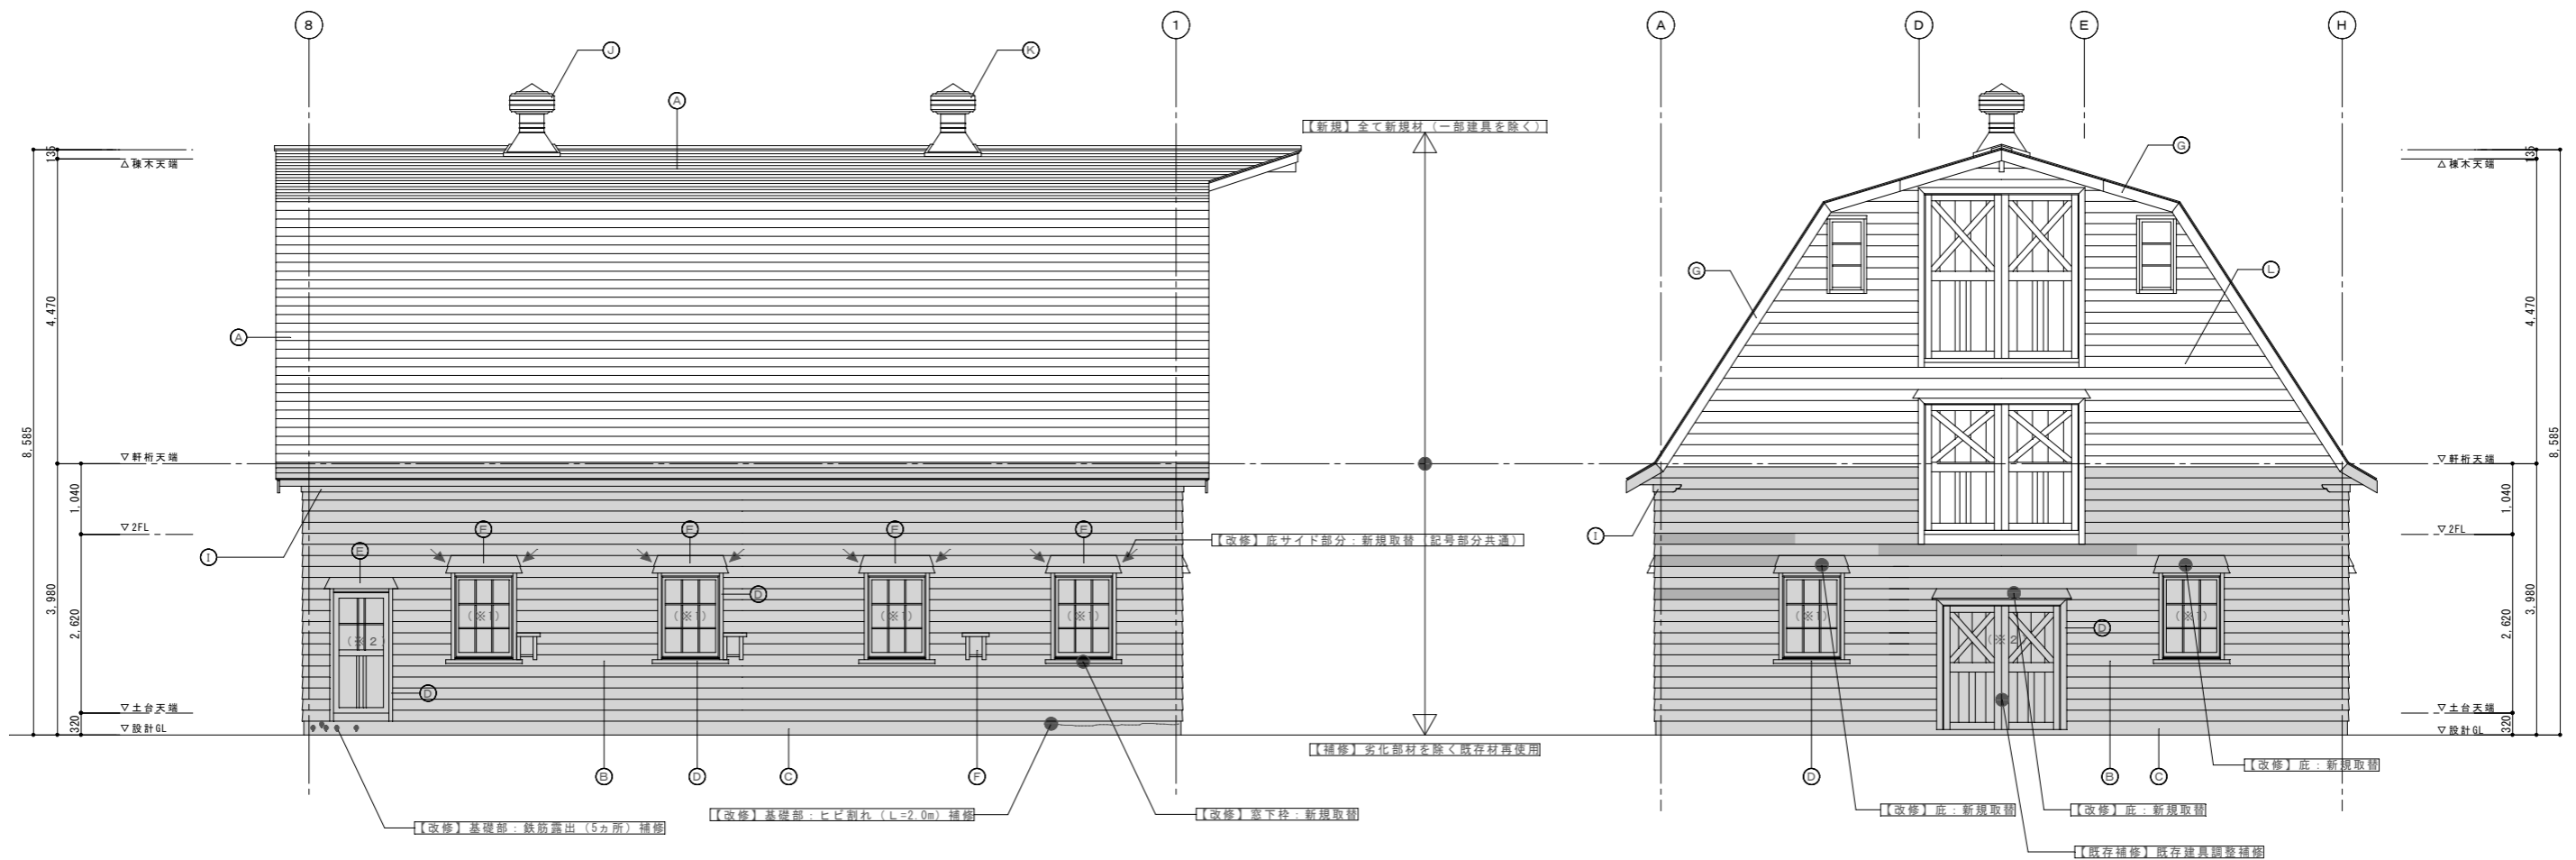 8
1
A
D
E
H
J
K
A
G
【新規】全て新規材（一部建具を除く）
135
△棟木天端
△棟木天端
135
G
L
4,470
4,470
A
8,585
8,585
▽軒桁天端
▽軒桁天端
1,040
1,040
▽2FL
▽2FL
I
E
E
E
E
E
【改修】庇サイド部分：新規取替（記号部分共通）
I
3,980
2,620
D
(※1)
(※1)
(※1)
(※1)
(※2)
(※1)
(※2)
(※1)
D
2,620
3,980
D
▽土台天端
▽土台天端
320
▽設計GL
▽設計GL
320
【補修】劣化部材を除く既存材再使用
B
D
C
F
D
B
C
【改修】庇：新規取替
【改修】基礎部：鉄筋露出（5ヵ所）補修
【改修】基礎部：ヒビ割れ（L=2.0m）補修
【改修】窓下枠：新規取替
【改修】庇：新規取替
【改修】庇：新規取替
【既存補修】既存建具調整補修